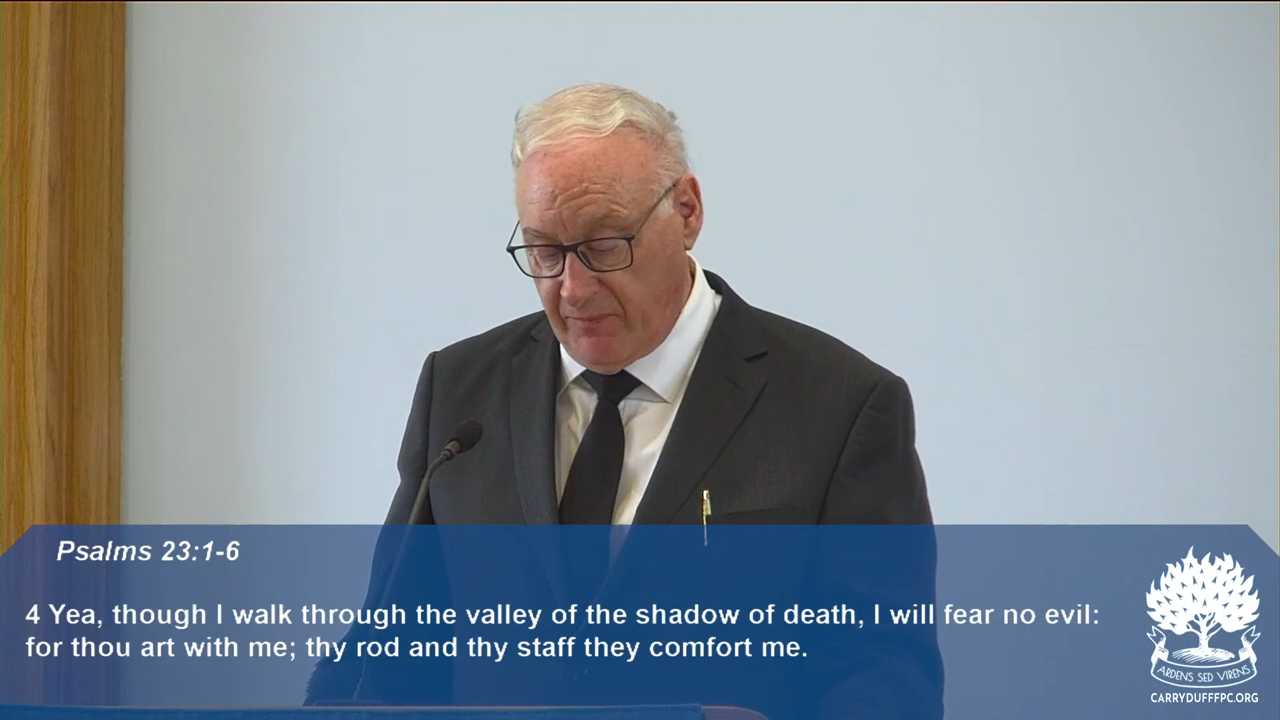 Psalms 23:1-6
4 Yea, though I walk through the valley of the shadow of death, I will fear no evil:
for thou art with me; thy rod and thy staff they comfort me.
ARDENS SED VIRENS
CARRYDUFFFPC.ORG